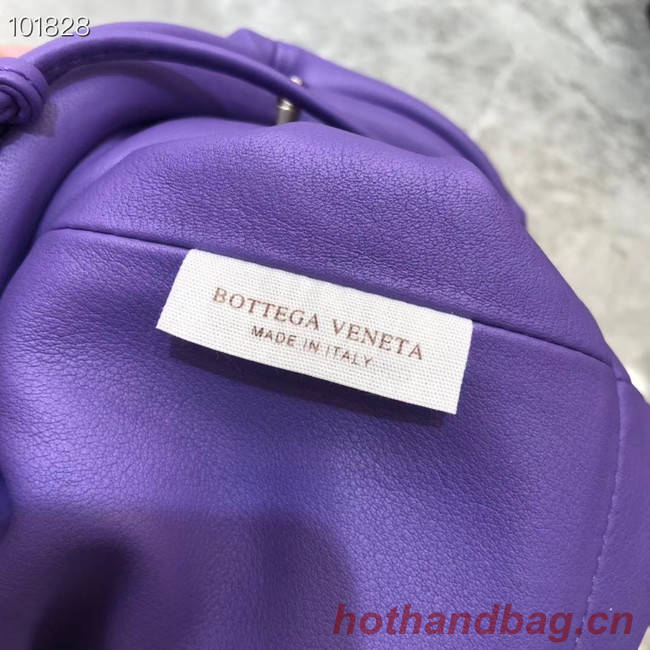 101828
BOTTEGA VENETA
MADE IN ITALY
hothandbag.cn